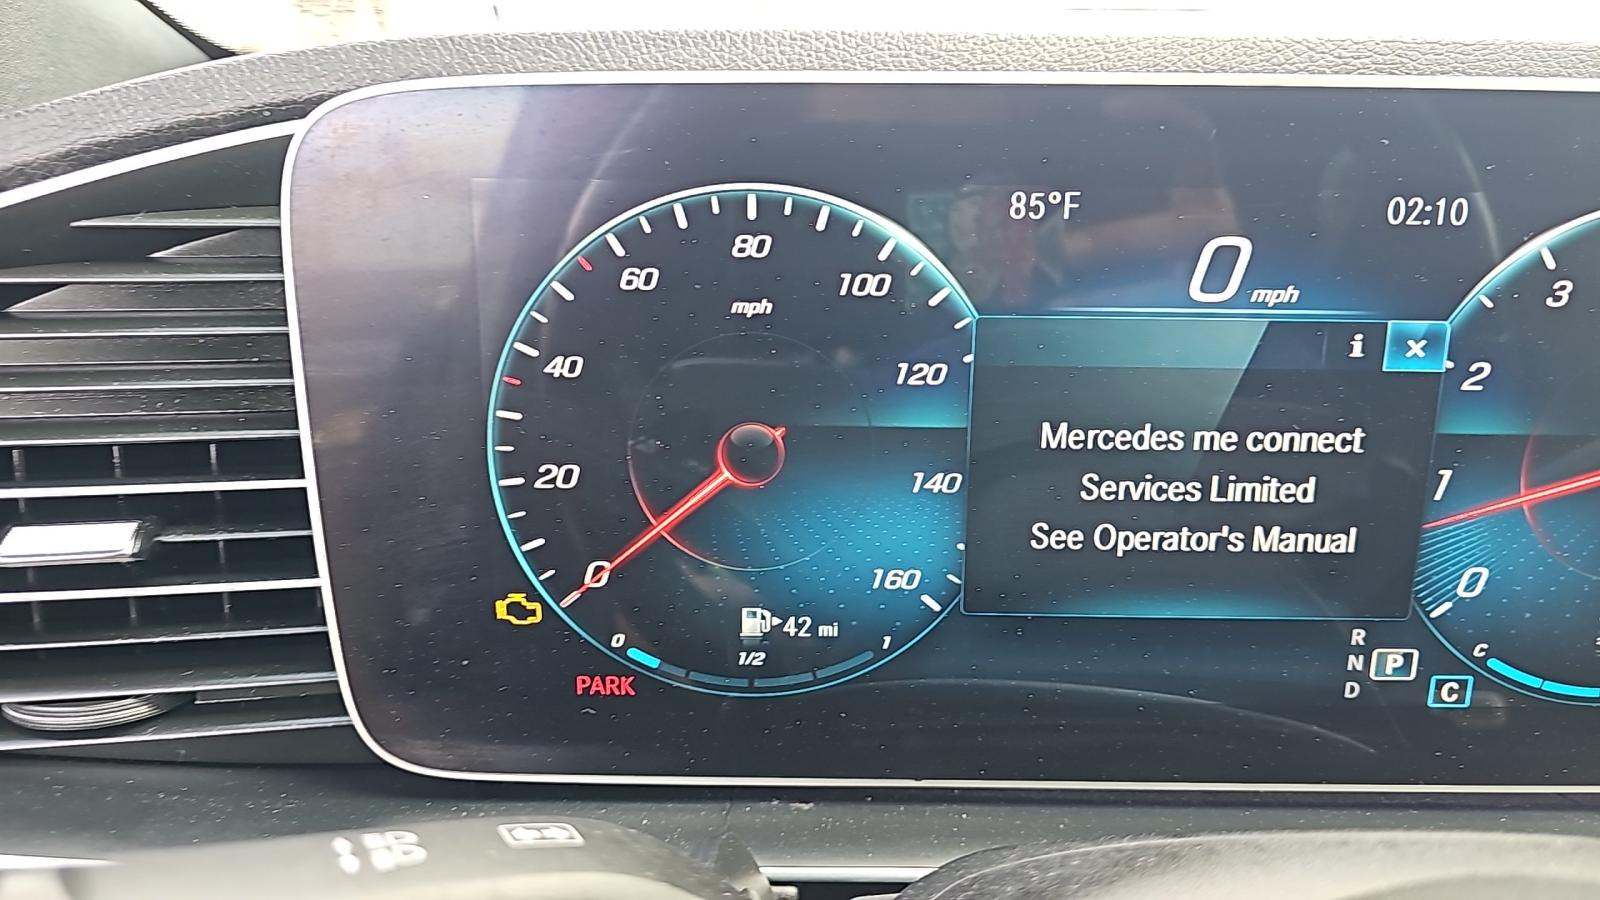 85°F
02:10
0 mph
60
80
100
mph
3
40
120
i
x
2
Mercedes me connect
20
140
Services Limited
1
See Operator's Manual
0
160
0
42 mi
0
1/2
1
PARK
R
N
P
D
C
C